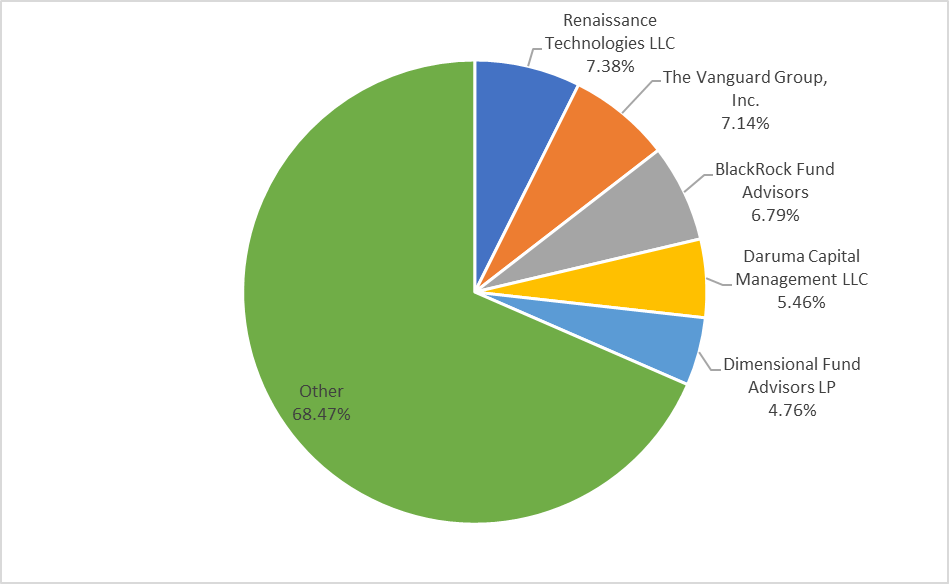 Renaissance
Technologies LLC
7.38%
The Vanguard Group,
Inc.
7.14%
BlackRock Fund
Advisors
6.79%
Daruma Capital
Management LLC
5.46%
Dimensional Fund
Advisors LP
4.76%
Other
68.47%